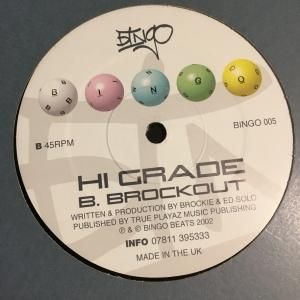 BINGO
B I N G O
B 45RPM
BINGO 005
HI GRADE
B. BROCKOUT
WRITTEN & PRODUCTION BY BROCKIE & ED SOLO
PUBLISHED BY TRUE PLAYAZ MUSIC PUBLISHING
℗ & © BINGO BEATS 2002
INFO 07811 395333
MADE IN THE UK